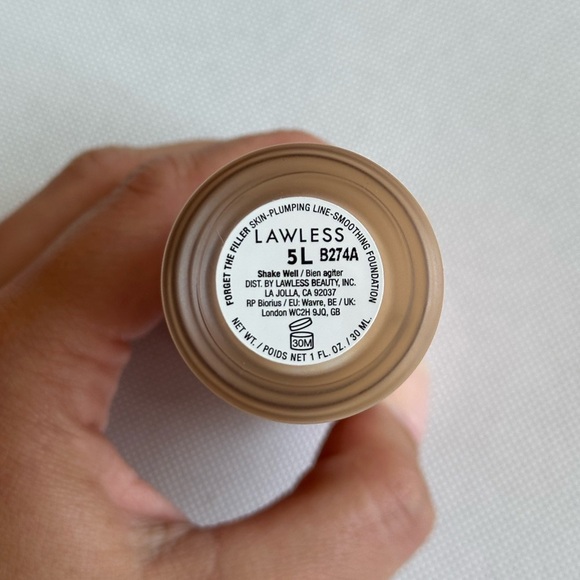 FORGET THE FILLER SKIN-PLUMPING LINE-SMOOTHING FOUNDATION
LAWLESS
5L B274A
Shake Well / Bien agiter
DIST. BY LAWLESS BEAUTY, INC.
LA JOLLA, CA 92037
RP Biorius / EU: Wavre, BE / UK:
London WC2H 9JQ, GB
30M
NET WT. / POIDS NET 1 FL. OZ. / 30 ML.